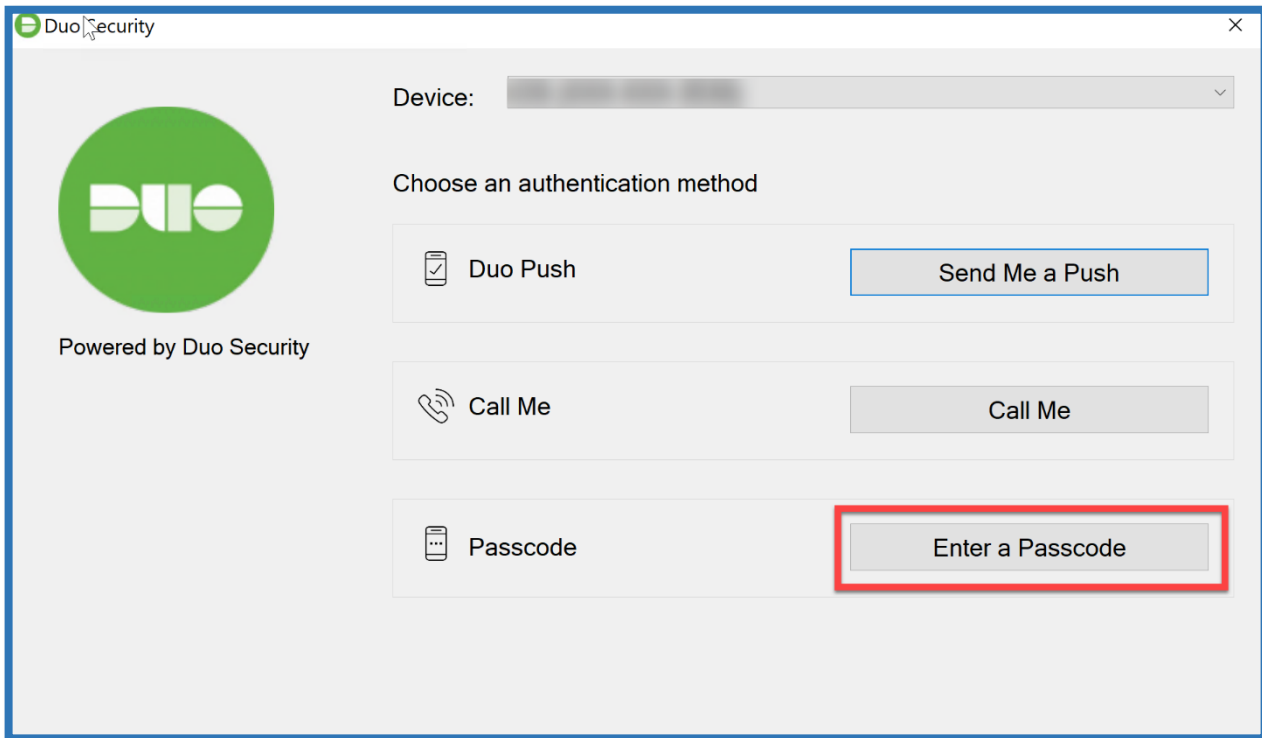 Duo Security
Device:
DUO
Choose an authentication method
Duo Push
Send Me a Push
Powered by Duo Security
Call Me
Call Me
Passcode
Enter a Passcode